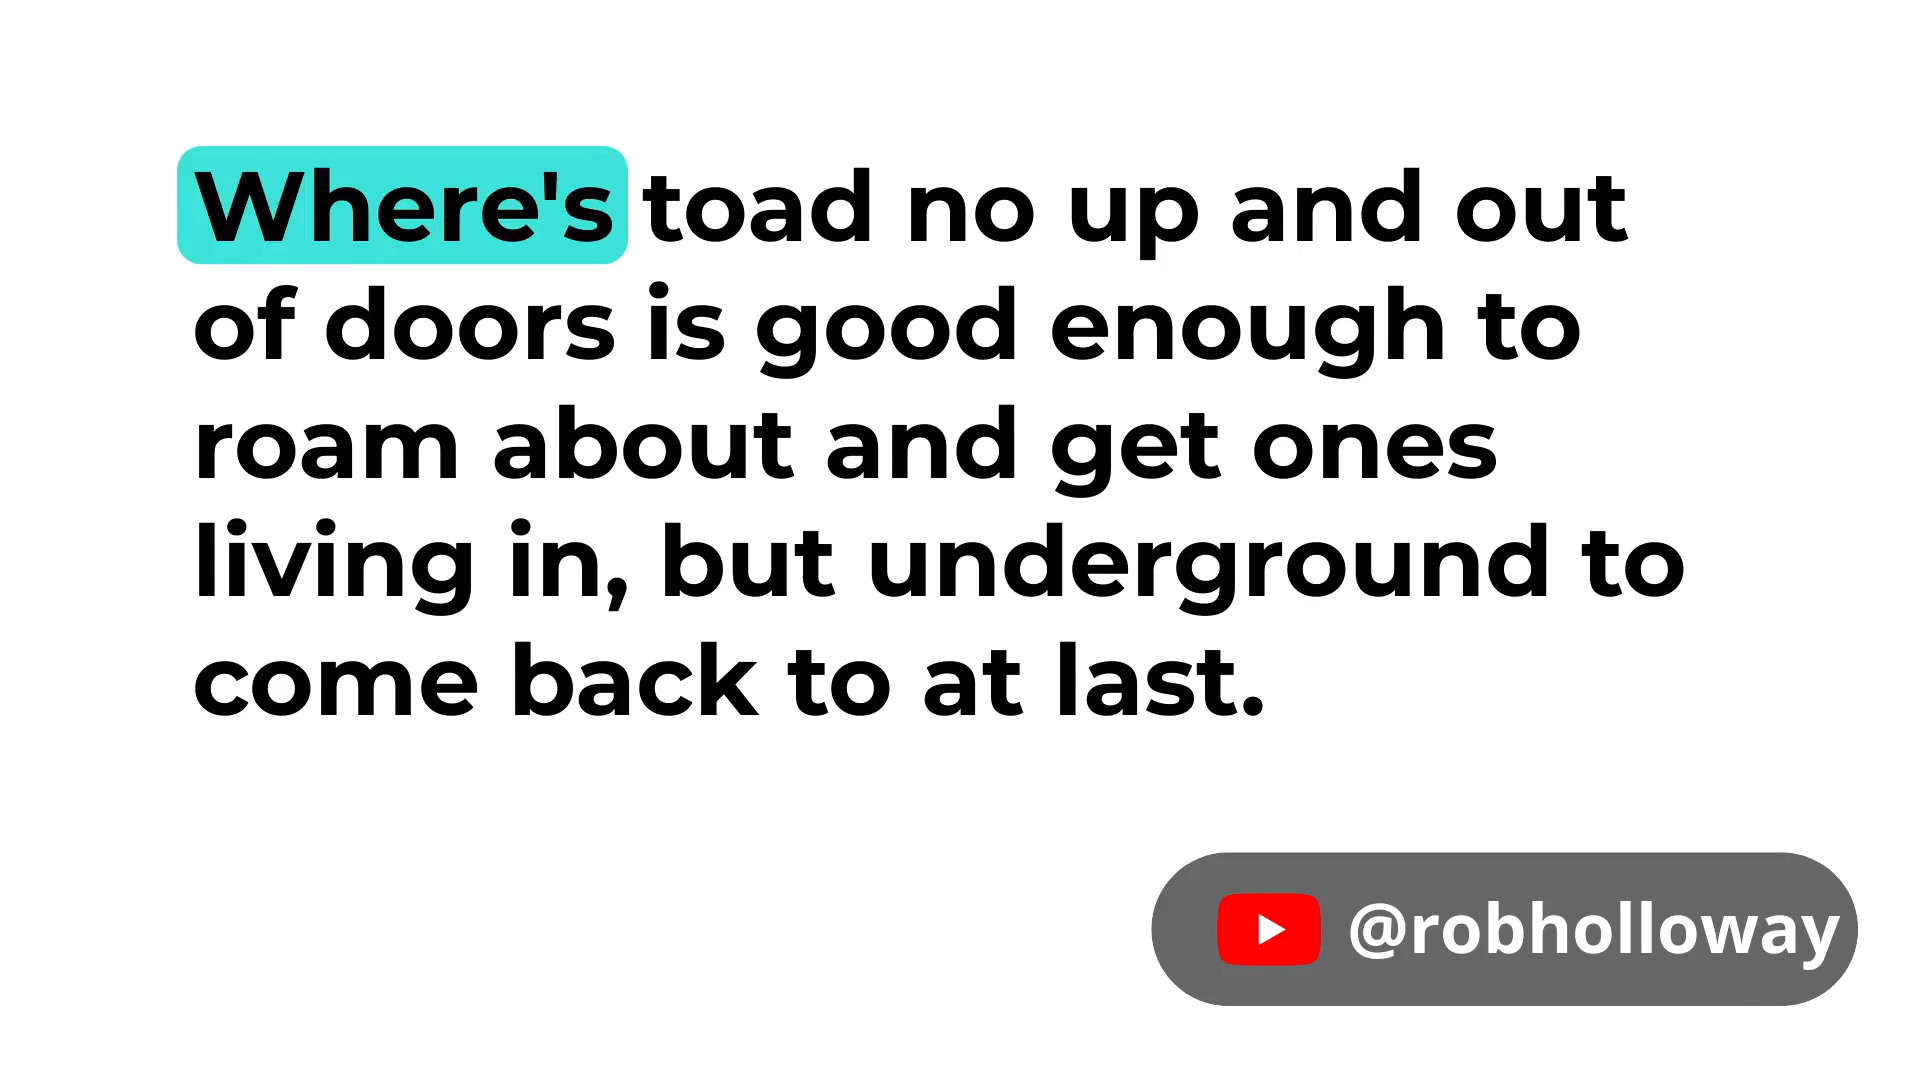 Where's toad no up and out
of doors is good enough to
roam about and get ones
living in, but underground to
come back to at last.
@robholloway